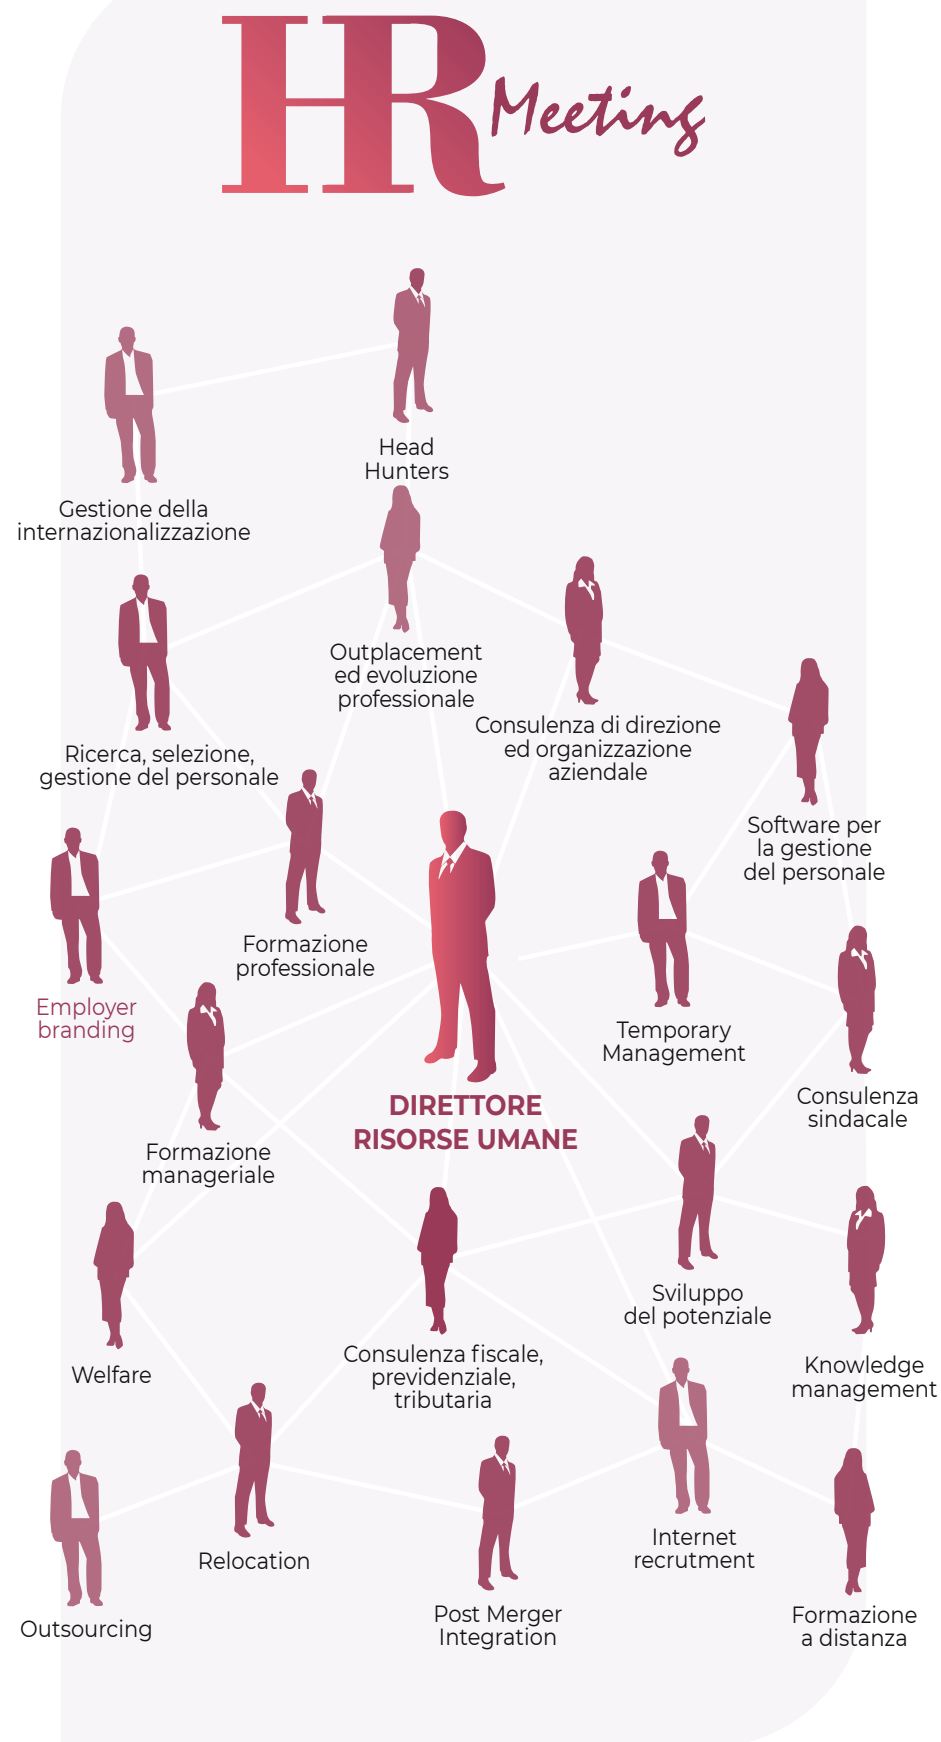 HR Meeting
Head
Hunters
Gestione della
internazionalizzazione
Outplacement
ed evoluzione
professionale
Consulenza di direzione
ed organizzazione
aziendale
Ricerca, selezione,
gestione del personale
Software per
la gestione
del personale
Formazione
professionale
Employer
branding
Temporary
Management
DIRETTORE
RISORSE UMANE
Consulenza
sindacale
Formazione
manageriale
Sviluppo
del potenziale
Welfare
Consulenza fiscale,
previdenziale,
tributaria
Knowledge
management
Relocation
Internet
recrutment
Outsourcing
Post Merger
Integration
Formazione
a distanza